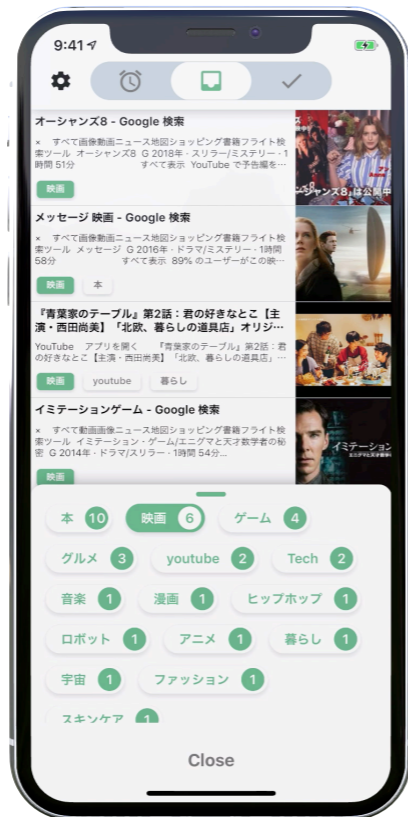 9:41
オーシャンズ8 - Google 検索
× すべて画像動画ニュース地図ショッピング書籍フライト検
索ツール オーシャンズ8 G 2018年 · スリラー/ミステリー · 1
時間 51分 すべて表示 YouTube で予告編を…
映画
ンズ8』は公開中
メッセージ 映画 - Google 検索
× すべて画像動画ニュース地図ショッピング書籍フライト検
索ツール メッセージ G 2016年 · ドラマ/ミステリー · 1時間
58分 すべて表示 89% のユーザーがこの映…
映画 本
『青葉家のテーブル』第2話：君の好きなとこ【主
演・西田尚美】「北欧、暮らしの道具店」オリジ…
YouTube アプリを開く 『青葉家のテーブル』第2話：君
の好きなとこ【主演・西田尚美】「北欧、暮らしの道具店」…
映画 youtube 暮らし
イミテーションゲーム - Google 検索
× すべて動画画像ニュース地図ショッピング書籍フライト検
索ツール イミテーション・ゲーム/エニグマと天才数学者の秘
密 G 2014年 · ドラマ/スリラー · 1時間 54分...
イミテーション
エニグマと天才数学者
映画
本 10 映画 6 ゲーム 4
グルメ 3 youtube 2 Tech 2
音楽 1 漫画 1 ヒップホップ 1
ロボット 1 アニメ 1 暮らし 1
宇宙 1 ファッション 1
スキンケア 1
Close